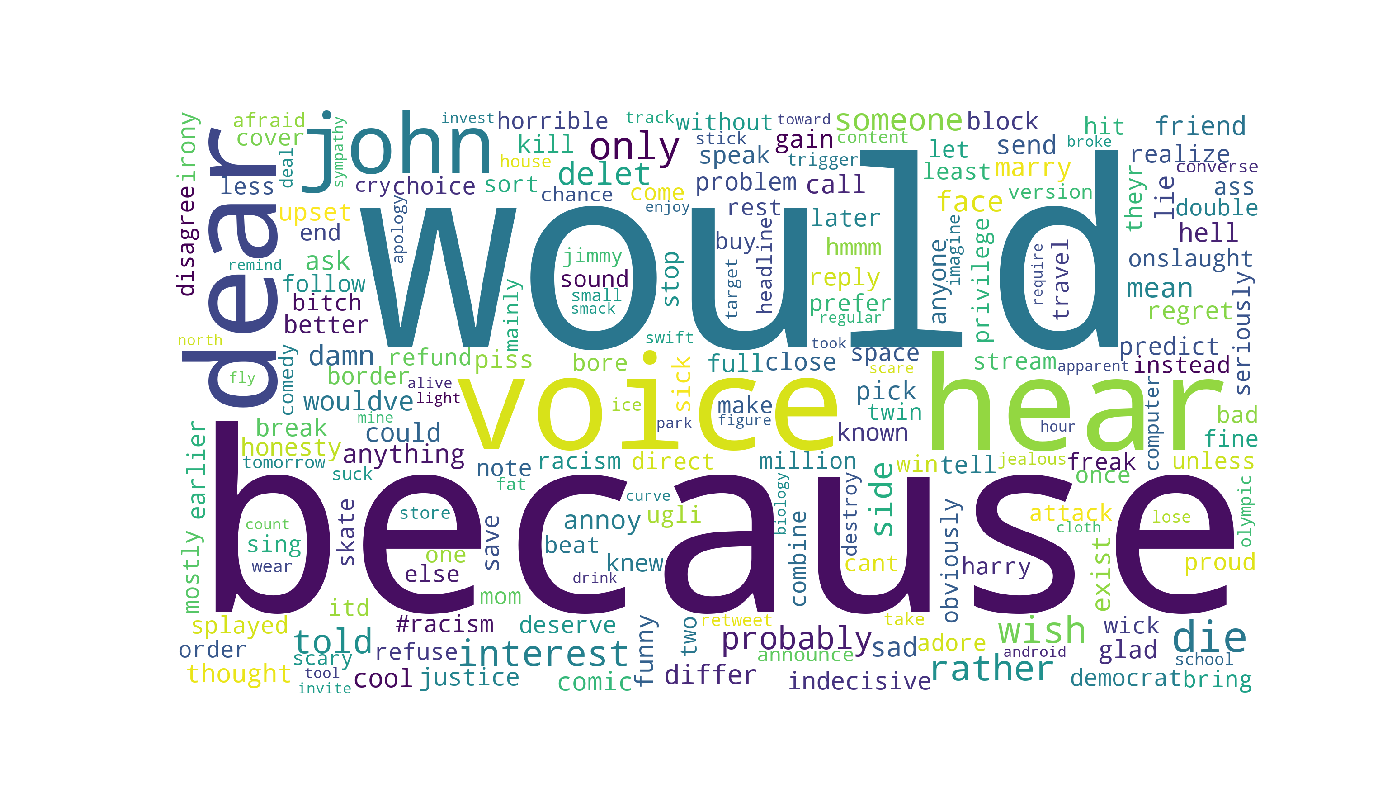 afraid
sympathy
john
invest
horrible
track
without
toward
someone
block
hit
friend
irony
cover
deal
kill
only
stick
gain
content
let
send
broke
realize
speak
trigger
converse
disagree
less
dear
cry
choice
sort
house
delet
come
chance
problem
call
least
marry
version
theyr
lie
ass
double
upset
end
apology
would
enjoy
rest
later
face
hell
remind
ask
follow
bitch
better
mainly
jimmy
sound
small
smack
stop
buy
target
headline
hmmm
reply
prefer
regular
anyone
imagine
privilege
require
travel
onslaught
mean
regret
seriously
north
fly
comedy
damn
refund
piss
bore
swift
full
close
took
space
scare
stream
apparent
predict
instead
border
alive
light
wouldve
mine
voice
ice
sick
park
make
figure
pick
twin
known
hear
hour
computer
bad
fine
earlier
break
honesty
tomorrow
could
anything
suck
note
fat
racism
direct
million
win
tell
jealous
freak
once
unless
mostly
because
count
sing
wear
skate
store
one
else
save
curve
annoy
ugli
beat
knew
drink
biology
combine
destroy
side
cant
obviously
harry
attack
cloth
exist
lose
olympic
proud
mom
itd
splayed
order
thought
told
scary
tool
invite
#racism
refuse
cool
interest
justice
deserve
comic
funny
two
retweet
probably
announce
differ
take
sad
indecisive
adore
rather
wish
android
wick
glad
democrat
die
school
bring